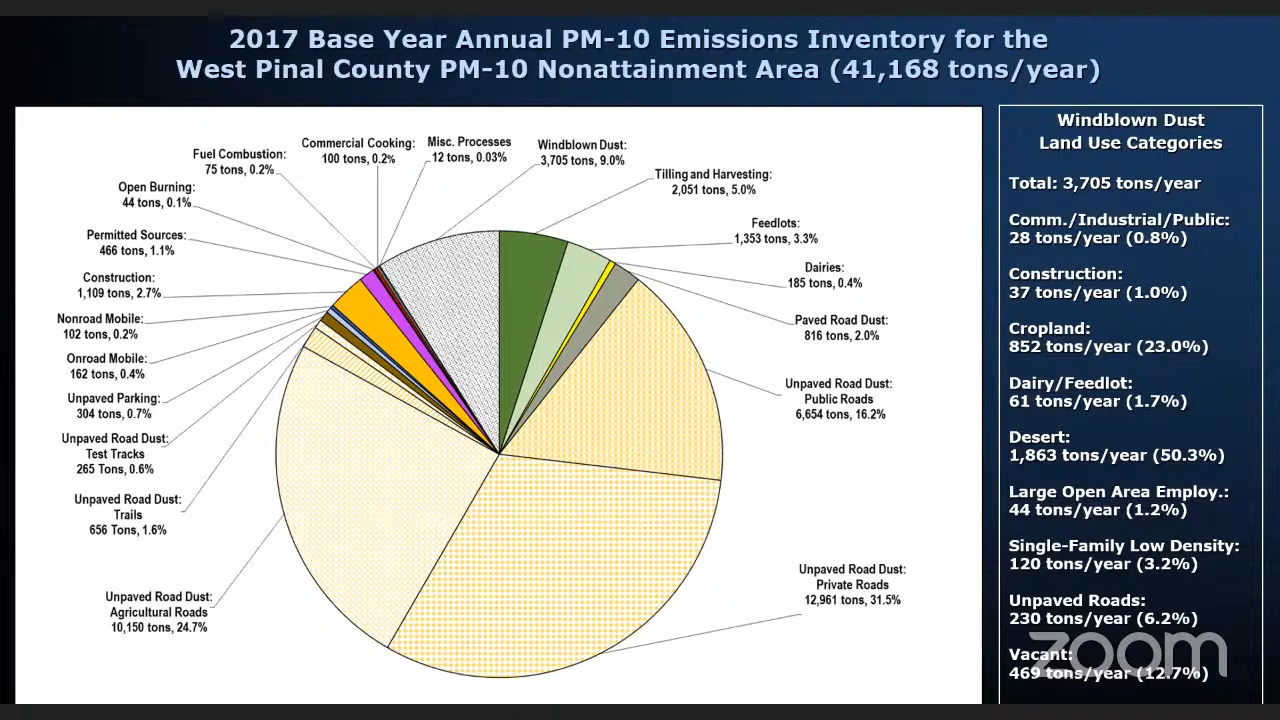 2017 Base Year Annual PM-10 Emissions Inventory for the
West Pinal County PM-10 Nonattainment Area (41,168 tons/year)
Commercial Cooking:
100 tons, 0.2%
Misc. Processes
12 tons, 0.03%
Windblown Dust:
3,705 tons, 9.0%
Fuel Combustion:
75 tons, 0.2%
Tilling and Harvesting:
2,051 tons, 5.0%
Open Burning:
44 tons, 0.1%
Feedlots:
1,353 tons, 3.3%
Permitted Sources:
466 tons, 1.1%
Dairies:
185 tons, 0.4%
Construction:
1,109 tons, 2.7%
Paved Road Dust:
816 tons, 2.0%
Nonroad Mobile:
102 tons, 0.2%
Onroad Mobile:
162 tons, 0.4%
Unpaved Road Dust:
Public Roads
6,654 tons, 16.2%
Unpaved Parking:
304 tons, 0.7%
Unpaved Road Dust:
Test Tracks
265 Tons, 0.6%
Unpaved Road Dust:
Trails
656 Tons, 1.6%
Unpaved Road Dust:
Private Roads
12,961 tons, 31.5%
Unpaved Road Dust:
Agricultural Roads
10,150 tons, 24.7%
Windblown Dust
Land Use Categories
Total: 3,705 tons/year
Comm./Industrial/Public:
28 tons/year (0.8%)
Construction:
37 tons/year (1.0%)
Cropland:
852 tons/year (23.0%)
Dairy/Feedlot:
61 tons/year (1.7%)
Desert:
1,863 tons/year (50.3%)
Large Open Area Employ.:
44 tons/year (1.2%)
Single-Family Low Density:
120 tons/year (3.2%)
Unpaved Roads:
230 tons/year (6.2%)
Vacant:
469 tons/year (12.7%)
zoom